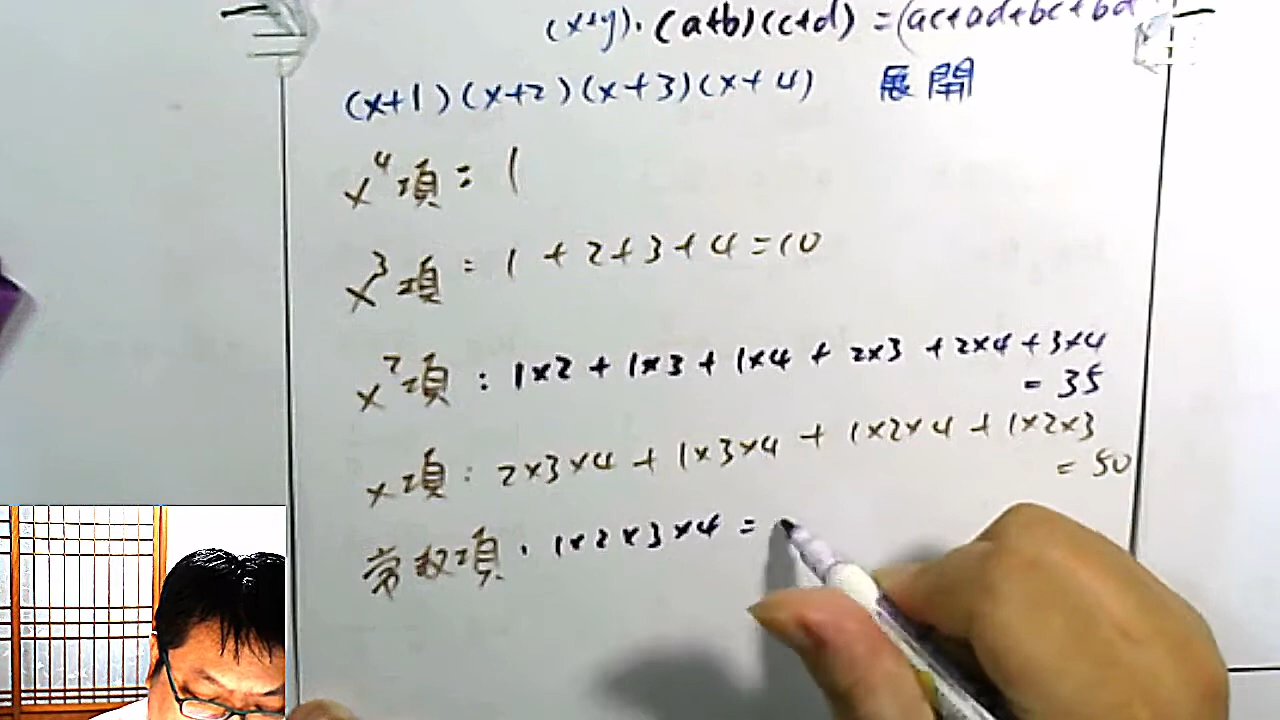 (x+y)·(a+b)(c+d)=(ac+ad+bc+bd
(x+1)(x+2)(x+3)(x+4) 展開
x⁴項：1
x³項：1+2+3+4=10
x²項：1×2+1×3+1×4+2×3+2×4+3×4
=35
x項：2×3×4+1×3×4+1×2×4+1×2×3
=50
常数項：1×2×3×4=